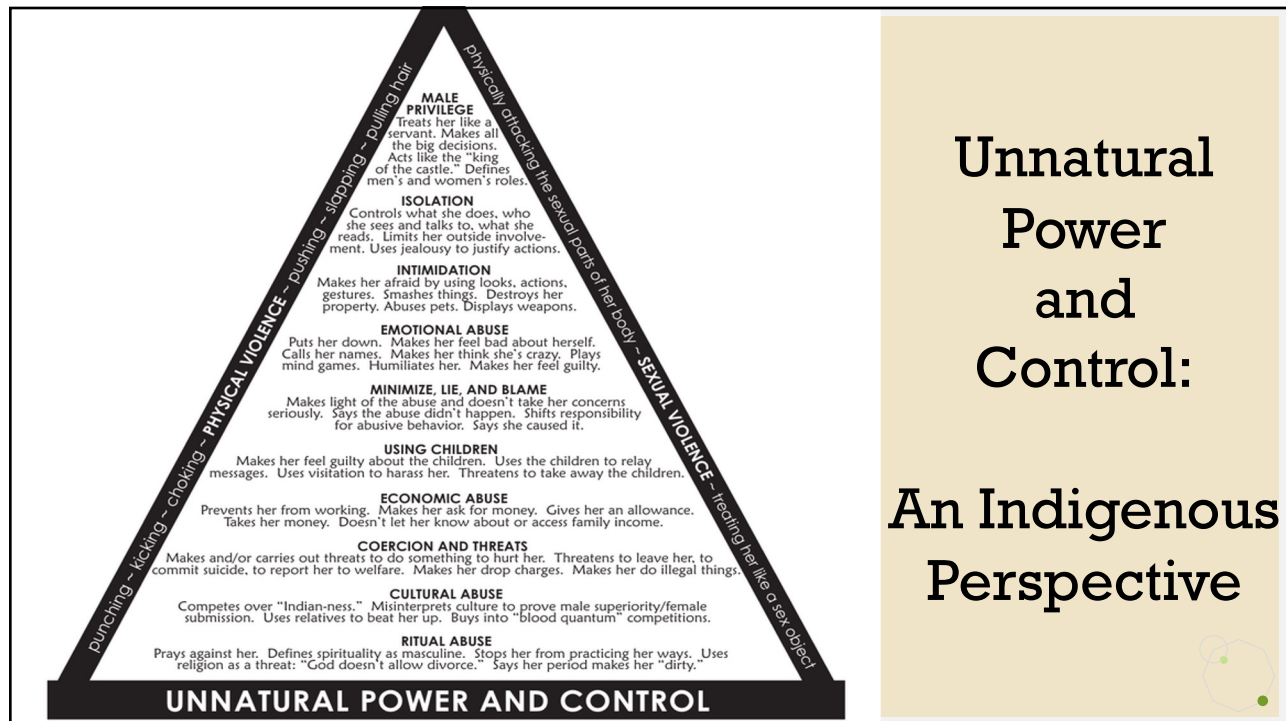 punching ~ kicking ~ choking ~ PHYSICAL VIOLENCE ~ pushing ~ slapping ~ pulling hair
physically attacking the sexual parts of her body ~ SEXUAL VIOLENCE ~ treating her like a sex object
MALE
PRIVILEGE
Treats her like a
servant. Makes all
the big decisions.
Acts like the “king
of the castle.” Defines
men's and women's roles.
ISOLATION
Controls what she does, who
she sees and talks to, what she
reads. Limits her outside involve-
ment. Uses jealousy to justify actions.
INTIMIDATION
Makes her afraid by using looks, actions,
gestures. Smashes things. Destroys her
property. Abuses pets. Displays weapons.
EMOTIONAL ABUSE
Puts her down. Makes her feel bad about herself.
Calls her names. Makes her think she's crazy. Plays
mind games. Humiliates her. Makes her feel guilty.
MINIMIZE, LIE, AND BLAME
Makes light of the abuse and doesn't take her concerns
seriously. Says the abuse didn't happen. Shifts responsibility
for abusive behavior. Says she caused it.
USING CHILDREN
Makes her feel guilty about the children. Uses the children to relay
messages. Uses visitation to harass her. Threatens to take away the children.
ECONOMIC ABUSE
Prevents her from working. Makes her ask for money. Gives her an allowance.
Takes her money. Doesn't let her know about or access family income.
COERCION AND THREATS
Makes and/or carries out threats to do something to hurt her. Threatens to leave her, to
commit suicide, to report her to welfare. Makes her drop charges. Makes her do illegal things.
CULTURAL ABUSE
Competes over “Indian-ness.” Misinterprets culture to prove male superiority/female
submission. Uses relatives to beat her up. Buys into “blood quantum” competitions.
RITUAL ABUSE
Prays against her. Defines spirituality as masculine. Stops her from practicing her ways. Uses
religion as a threat: “God doesn't allow divorce.” Says her period makes her “dirty.”
UNNATURAL POWER AND CONTROL
Unnatural
Power
and
Control:
An Indigenous
Perspective